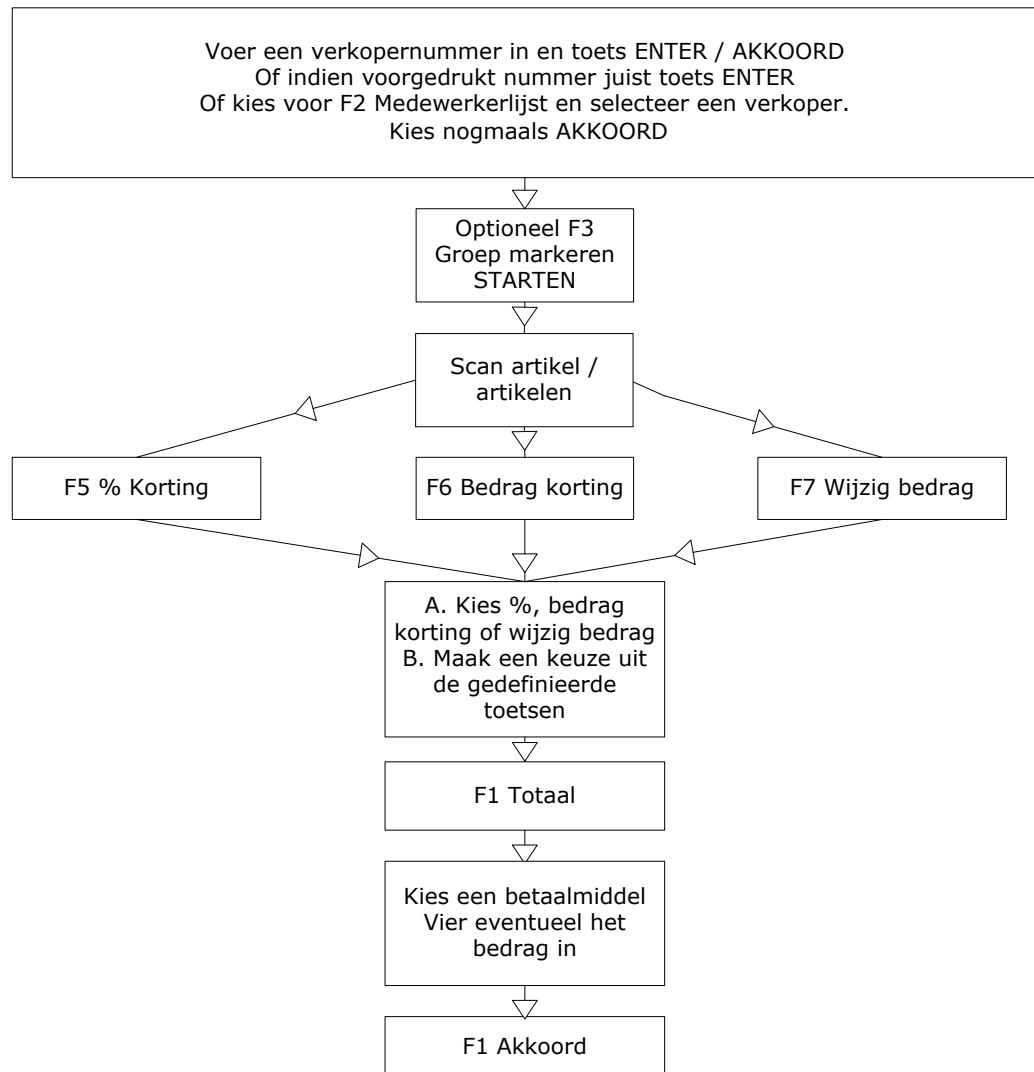 Voer een verkopernummer in en toets ENTER / AKKOORD
Of indien voorgedrukt nummer juist toets ENTER
Of kies voor F2 Medewerkerlijst en selecteer een verkoper.
Kies nogmaals AKKOORD
Optioneel F3
Groep markeren
STARTEN
Scan artikel /
artikelen
F5 % Korting
F6 Bedrag korting
F7 Wijzig bedrag
A. Kies %, bedrag
korting of wijzig bedrag
B. Maak een keuze uit
de gedefinieerde
toetsen
F1 Totaal
Kies een betaalmiddel
Vier eventueel het
bedrag in
F1 Akkoord